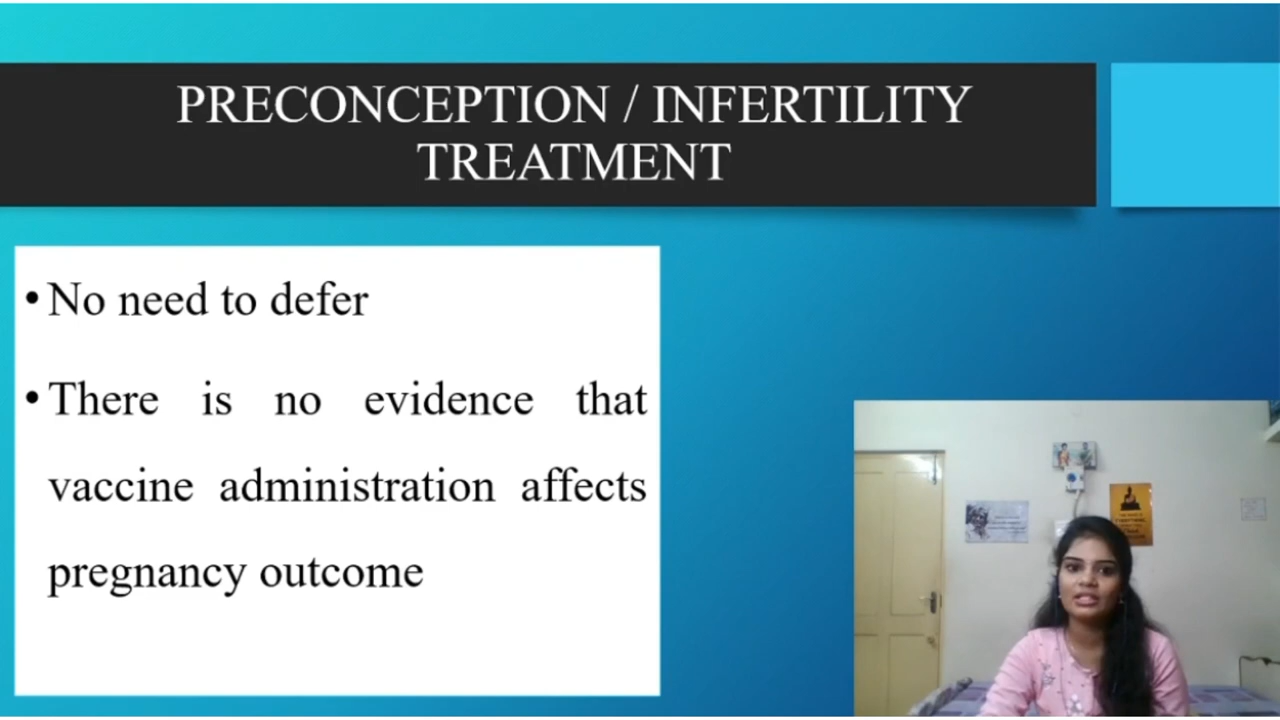 PRECONCEPTION / INFERTILITY
TREATMENT
• No need to defer
• There is no evidence that
vaccine administration affects
pregnancy outcome